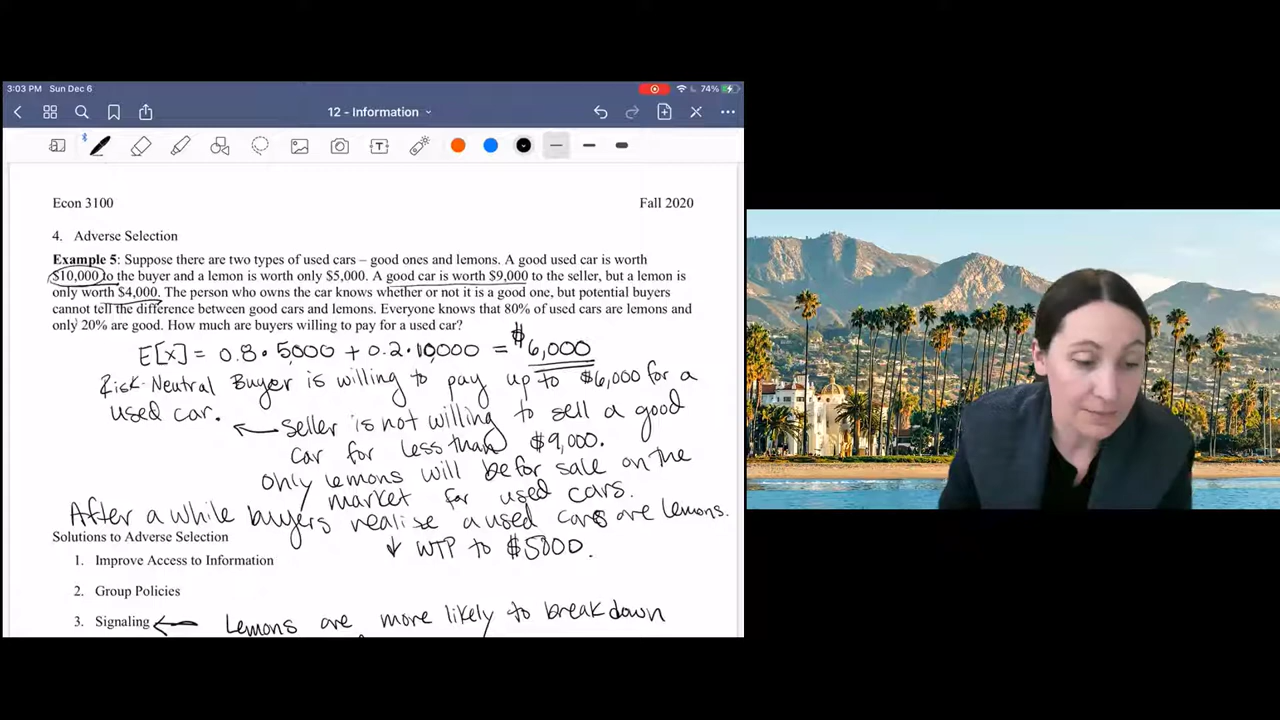 3:03 PM Sun Dec 6
74%
12 - Information
Econ 3100
Fall 2020
4. Adverse Selection
Example 5: Suppose there are two types of used cars – good ones and lemons. A good used car is worth
$10,000 to the buyer and a lemon is worth only $5,000. A good car is worth $9,000 to the seller, but a lemon is
only worth $4,000. The person who owns the car knows whether or not it is a good one, but potential buyers
cannot tell the difference between good cars and lemons. Everyone knows that 80% of used cars are lemons and
only 20% are good. How much are buyers willing to pay for a used car?
E[x] = 0.8 · 5,000 + 0.2 · 10,000 = $6,000
Risk-Neutral Buyer is willing to pay up to $6,000 for a
used car.
seller is not willing to sell a good
car for less than $9,000.
only lemons will be for sale on the
market for used cars.
After a while buyers realise a used cars are lemons.
Solutions to Adverse Selection
↓ WTP to $5000.
1. Improve Access to Information
2. Group Policies
3. Signaling ← Lemons are more likely to breakdown